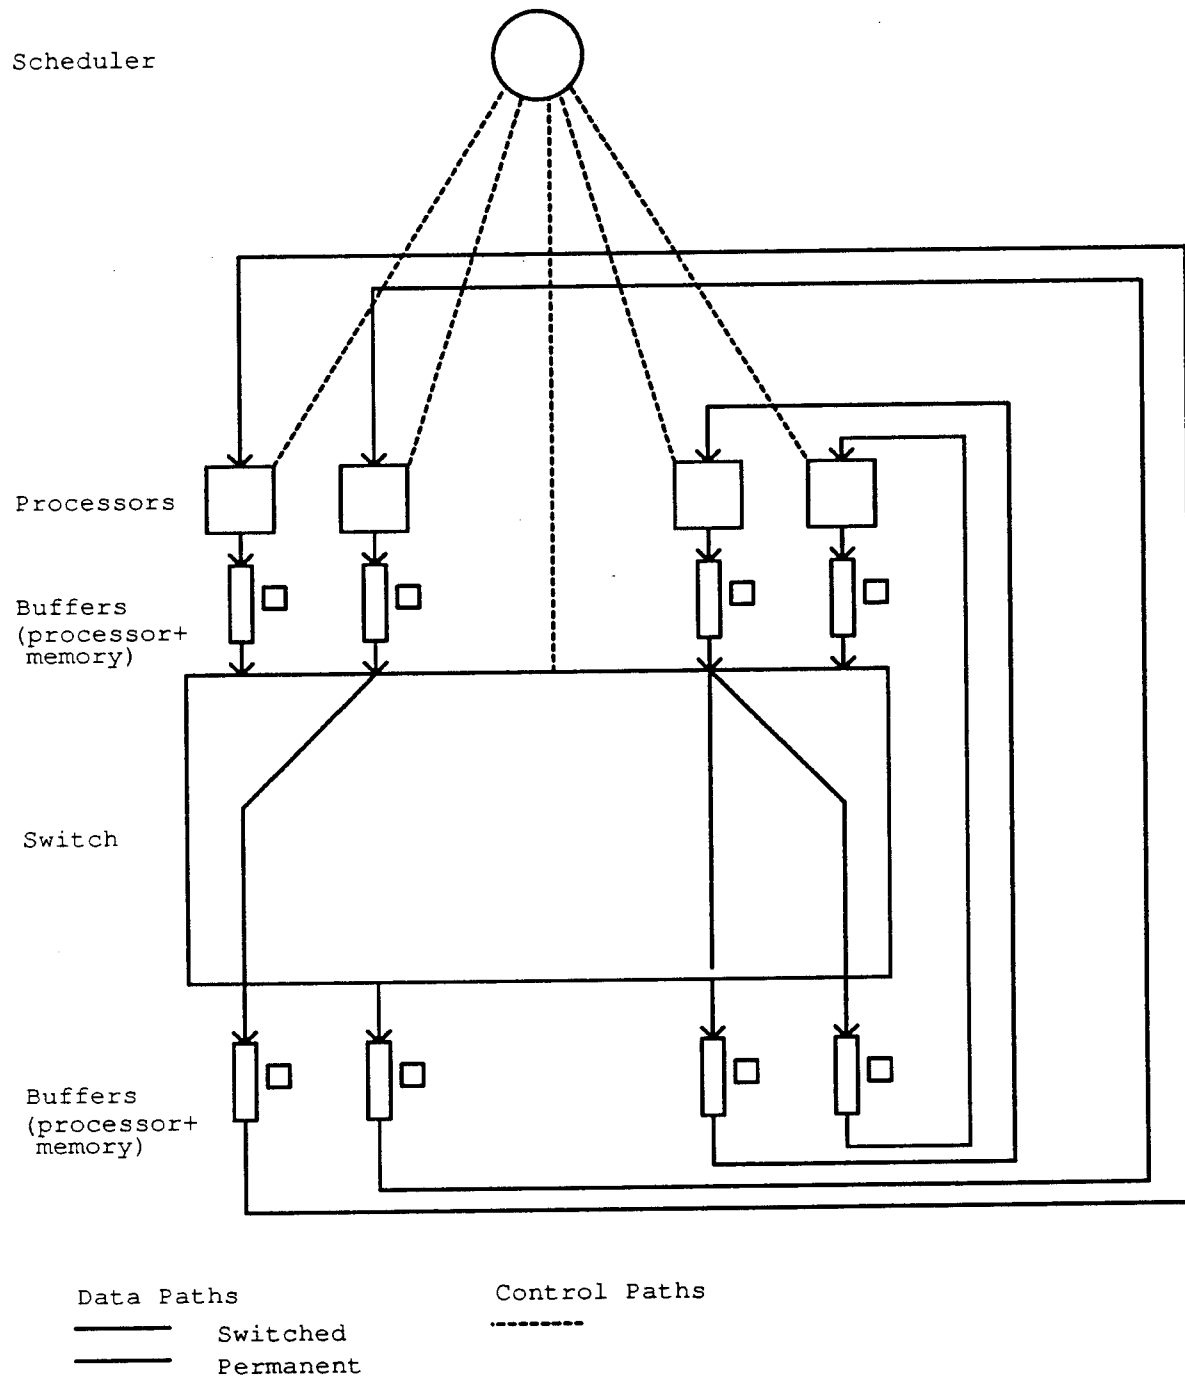 Scheduler
Processors
Buffers
(processor+
memory)
Switch
Buffers
(processor+
memory)
Data Paths
Control Paths
Switched
Permanent